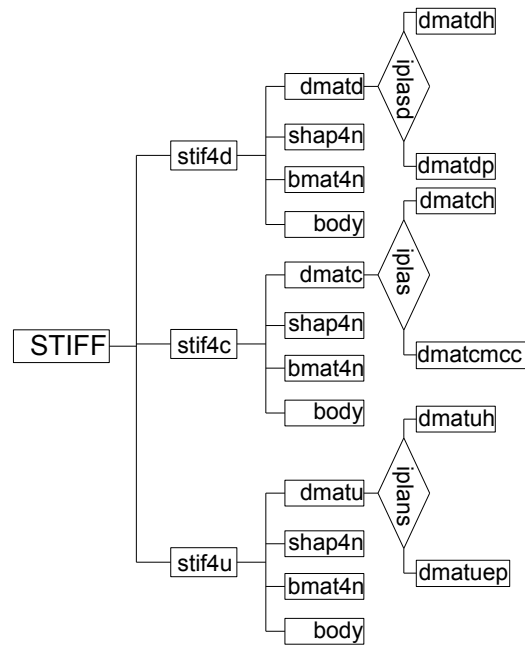 STIFF
stif4d
dmatd
iplasd
dmatdh
dmatdp
shap4n
bmat4n
body
stif4c
dmatc
iplas
dmatch
dmatcmcc
shap4n
bmat4n
body
stif4u
dmatu
iplans
dmatuh
dmatuep
shap4n
bmat4n
body